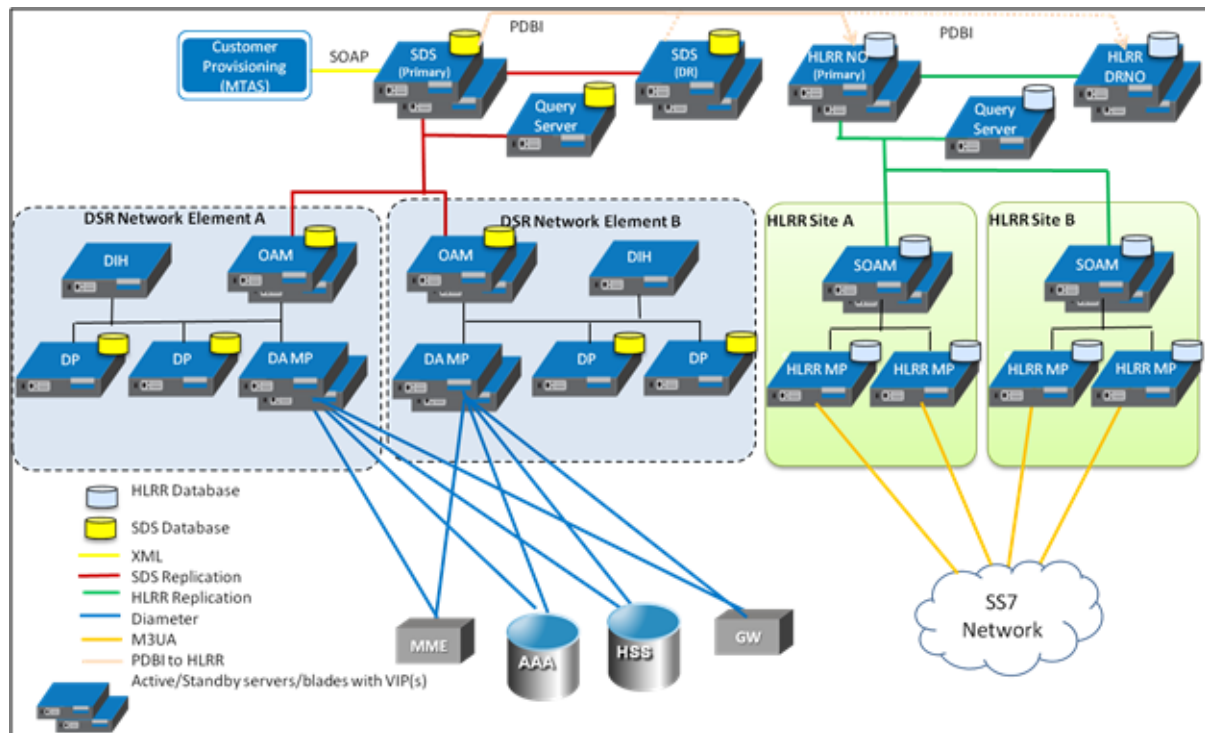 PDBI
PDBI
Customer
Provisioning
(MTAS)
SOAP
SDS
(Primary)
SDS
(DR)
HLRR NO
(Primary)
HLRR
DRNO
Query
Server
Query
Server
DSR Network Element A
DSR Network Element B
HLRR Site A
HLRR Site B
DIH
OAM
OAM
DIH
SOAM
SOAM
DP
DP
DA MP
DA MP
DP
DP
HLRR MP
HLRR MP
HLRR MP
HLRR MP
HLRR Database
SDS Database
XML
SDS Replication
HLRR Replication
Diameter
M3UA
PDBI to HLRR
Active/Standby servers/blades with VIP(s)
MME
AAA
HSS
GW
SS7
Network